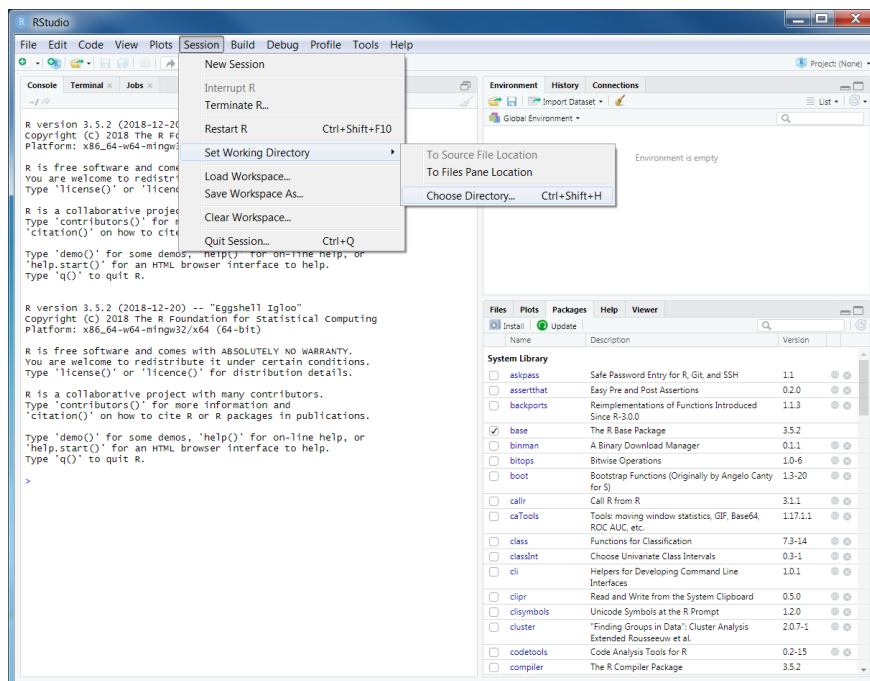 RStudio
File Edit Code View Plots Session Build Debug Profile Tools Help
Project: (None)
New Session
Interrupt R
Terminate R...
Restart R Ctrl+Shift+F10
Set Working Directory
Load Workspace...
Save Workspace As...
Clear Workspace...
Quit Session... Ctrl+Q
To Source File Location
To Files Pane Location
Choose Directory... Ctrl+Shift+H
Console Terminal Jobs
~/
R version 3.5.2 (2018-12-20
Copyright (C) 2018 The R Fo
Platform: x86_64-w64-mingw3
R is free software and come
You are welcome to redistri
Type 'license()' or 'licenc
R is a collaborative projec
Type 'contributors()' for m
'citation()' on how to cite
Type 'demo()' for some demos, 'help()' for on-line help, or
'help.start()' for an HTML browser interface to help.
Type 'q()' to quit R.
R version 3.5.2 (2018-12-20) -- "Eggshell Igloo"
Copyright (C) 2018 The R Foundation for Statistical Computing
Platform: x86_64-w64-mingw32/x64 (64-bit)
R is free software and comes with ABSOLUTELY NO WARRANTY.
You are welcome to redistribute it under certain conditions.
Type 'license()' or 'licence()' for distribution details.
R is a collaborative project with many contributors.
Type 'contributors()' for more information and
'citation()' on how to cite R or R packages in publications.
Type 'demo()' for some demos, 'help()' for on-line help, or
'help.start()' for an HTML browser interface to help.
Type 'q()' to quit R.
>
Environment History Connections
Import Dataset List
Global Environment
Environment is empty
Files Plots Packages Help Viewer
Install Update
Name Description Version
System Library
askpass Safe Password Entry for R, Git, and SSH 1.1
assertthat Easy Pre and Post Assertions 0.2.0
backports Reimplementations of Functions Introduced 1.1.3
Since R-3.0.0
base The R Base Package 3.5.2
binman A Binary Download Manager 0.1.1
bitops Bitwise Operations 1.0-6
boot Bootstrap Functions (Originally by Angelo Canty 1.3-20
for S)
callr Call R from R 3.1.1
caTools Tools: moving window statistics, GIF, Base64, 1.17.1.1
ROC AUC, etc.
class Functions for Classification 7.3-14
classInt Choose Univariate Class Intervals 0.3-1
cli Helpers for Developing Command Line 1.0.1
Interfaces
clipr Read and Write from the System Clipboard 0.5.0
clisymbols Unicode Symbols at the R Prompt 1.2.0
cluster "Finding Groups in Data": Cluster Analysis 2.0.7-1
Extended Rousseeuw et al.
codetools Code Analysis Tools for R 0.2-15
compiler The R Compiler Package 3.5.2